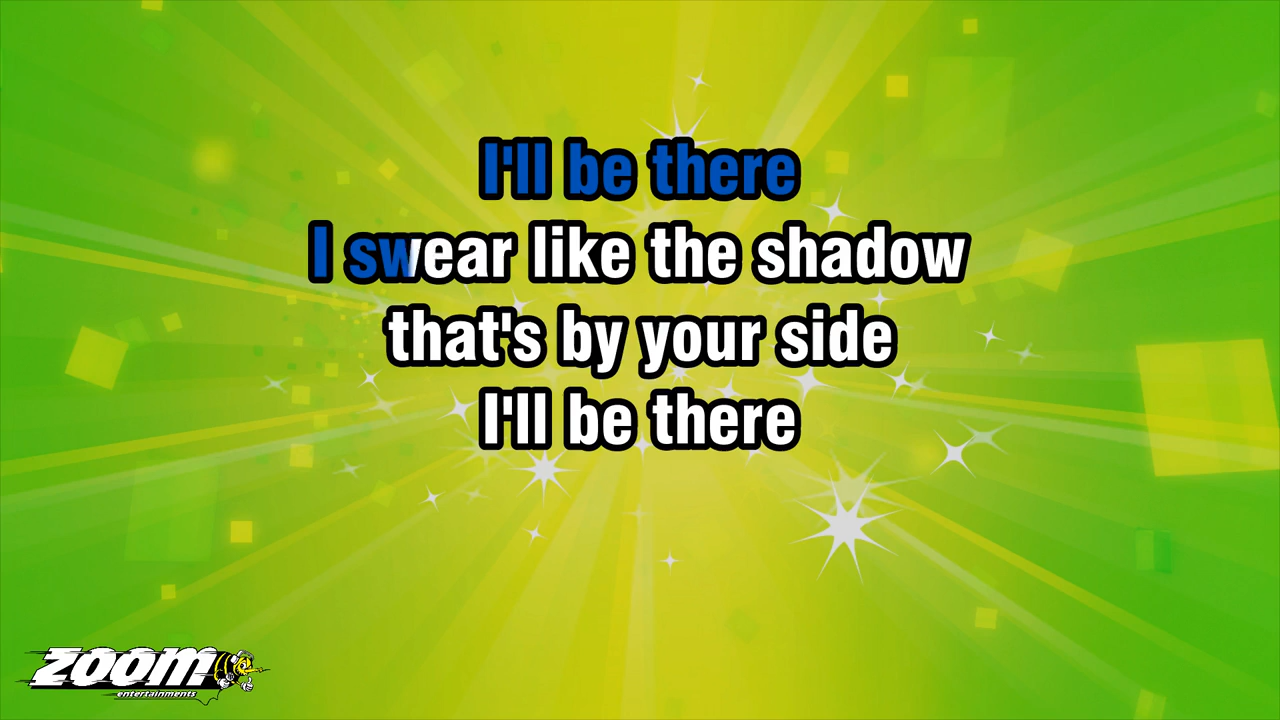 I'll be there
I swear like the shadow
that's by your side
I'll be there
zoom
entertainments